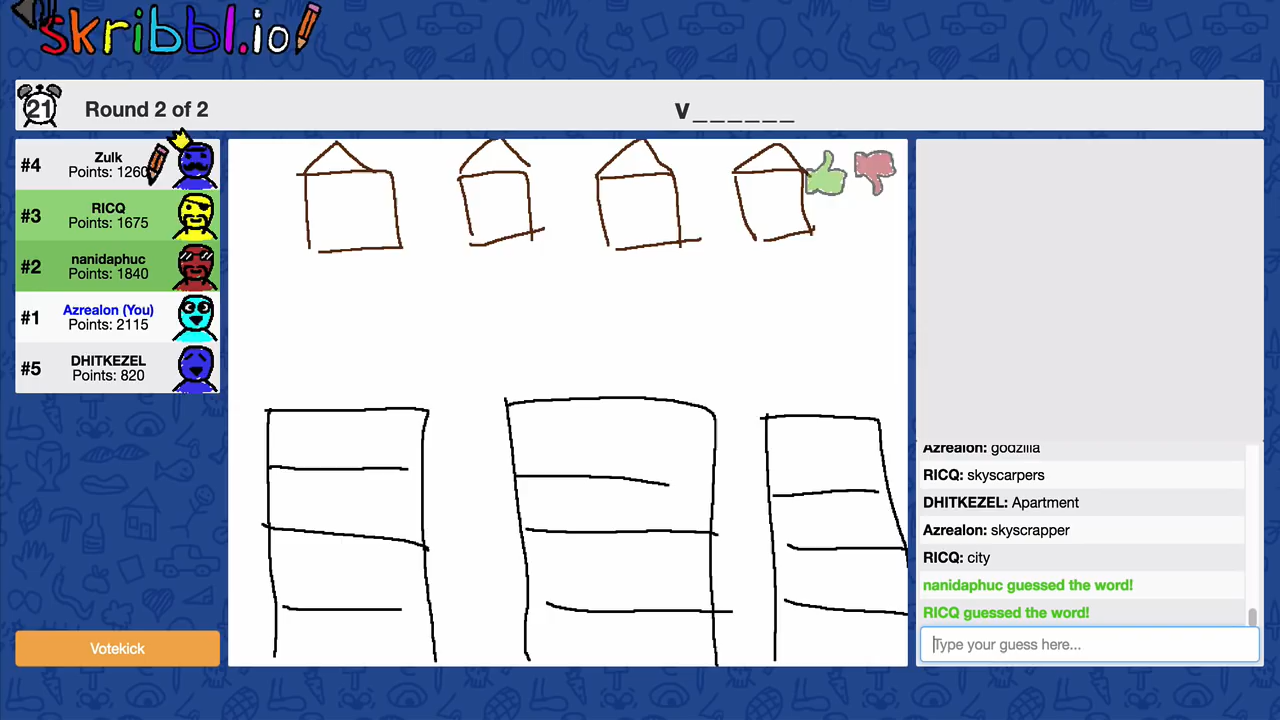 skribbl.io
21
Round 2 of 2
v______
#4
Zulk
Points: 1260
#3
RICQ
Points: 1675
#2
nanidaphuc
Points: 1840
#1
Azrealon (You)
Points: 2115
#5
DHITKEZEL
Points: 820
Azrealon: godzilla
RICQ: skyscarpers
DHITKEZEL: Apartment
Azrealon: skyscrapper
RICQ: city
nanidaphuc guessed the word!
RICQ guessed the word!
Type your guess here...
Votekick